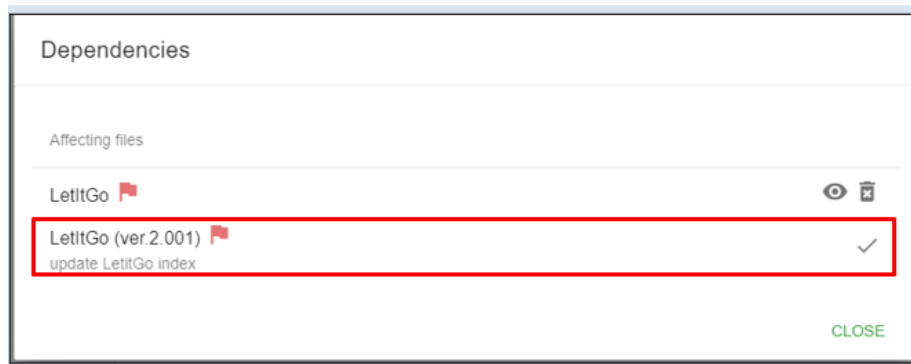 Dependencies
Affecting files
LetItGo
LetItGo (ver.2.001)
update LetitGo index
CLOSE